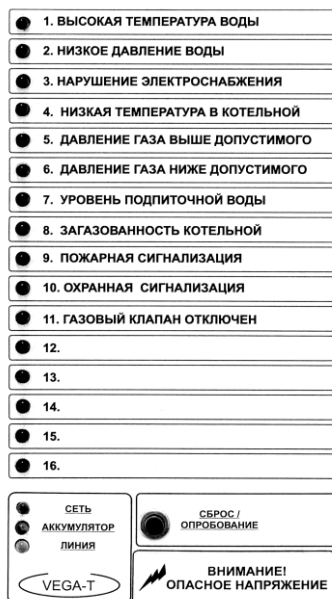 1. ВЫСОКАЯ ТЕМПЕРАТУРА ВОДЫ
2. НИЗКОЕ ДАВЛЕНИЕ ВОДЫ
3. НАРУШЕНИЕ ЭЛЕКТРОСНАБЖЕНИЯ
4. НИЗКАЯ ТЕМПЕРАТУРА В КОТЕЛЬНОЙ
5. ДАВЛЕНИЕ ГАЗА ВЫШЕ ДОПУСТИМОГО
6. ДАВЛЕНИЕ ГАЗА НИЖЕ ДОПУСТИМОГО
7. УРОВЕНЬ ПОДПИТОЧНОЙ ВОДЫ
8. ЗАГАЗОВАННОСТЬ КОТЕЛЬНОЙ
9. ПОЖАРНАЯ СИГНАЛИЗАЦИЯ
10. ОХРАННАЯ СИГНАЛИЗАЦИЯ
11. ГАЗОВЫЙ КЛАПАН ОТКЛЮЧЕН
12.
13.
14.
15.
16.
СЕТЬ
АККУМУЛЯТОР
ЛИНИЯ
VEGA-T
СБРОС /
ОПРОБОВАНИЕ
ВНИМАНИЕ!
ОПАСНОЕ НАПРЯЖЕНИЕ